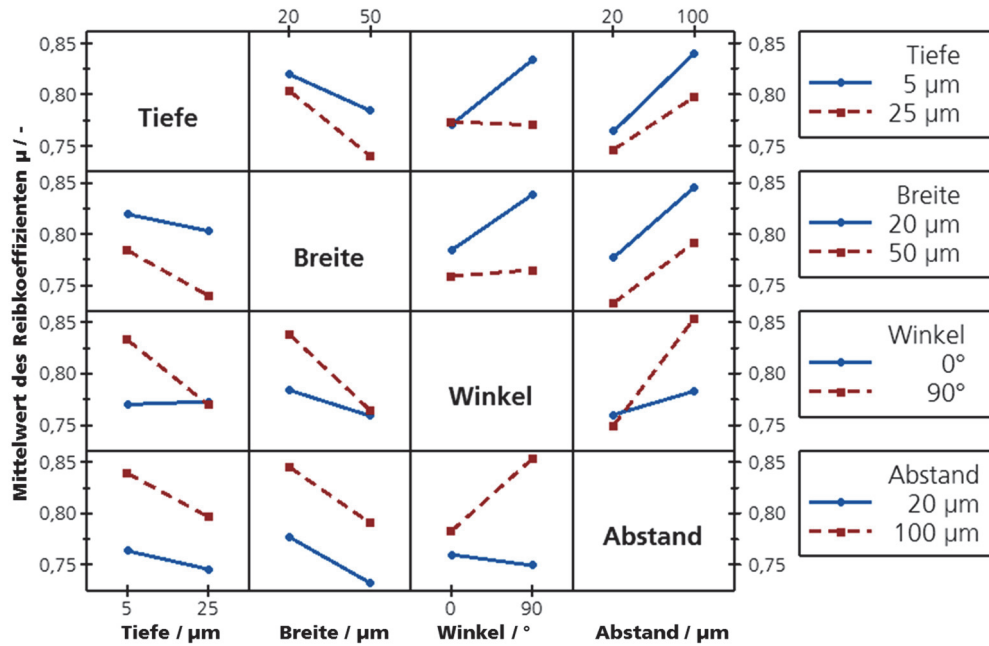 20 50 20 100
0,85 0,85 Tiefe
0,80 0,80 5 µm
Tiefe 25 µm
0,75 0,75
0,85 0,85 Breite
0,80 0,80 20 µm
Breite 50 µm
0,75 0,75
0,85 0,85 Winkel
0,80 0,80 0°
Winkel 90°
0,75 0,75
0,85 0,85 Abstand
0,80 0,80 20 µm
Abstand 100 µm
0,75 0,75
5 25 0 90
Tiefe / µm Breite / µm Winkel / ° Abstand / µm
Mittelwert des Reibkoeffizienten µ / -